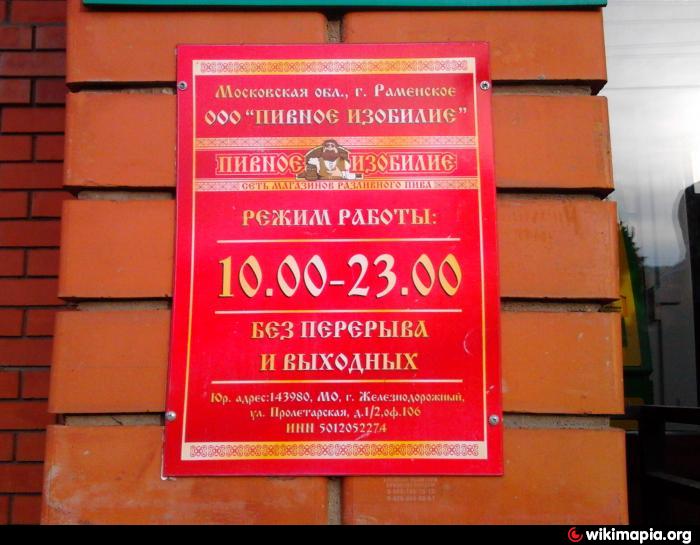 Московская обл., г. Раменское
ООО "ПИВНОЕ ИЗОБИЛИЕ"
ПИВНОЕ ИЗОБИЛИЕ
СЕТЬ МАГАЗИНОВ РАЗЛИВНОГО ПИВА
РЕЖИМ РАБОТЫ:
10.00-23.00
БЕЗ ПЕРЕРЫВА
И ВЫХОДНЫХ
Юр. адрес:143980, МО, г. Железнодорожный,
ул. Пролетарская, д.1/2,оф.106
ИНН 5012052274
wikimapia.org